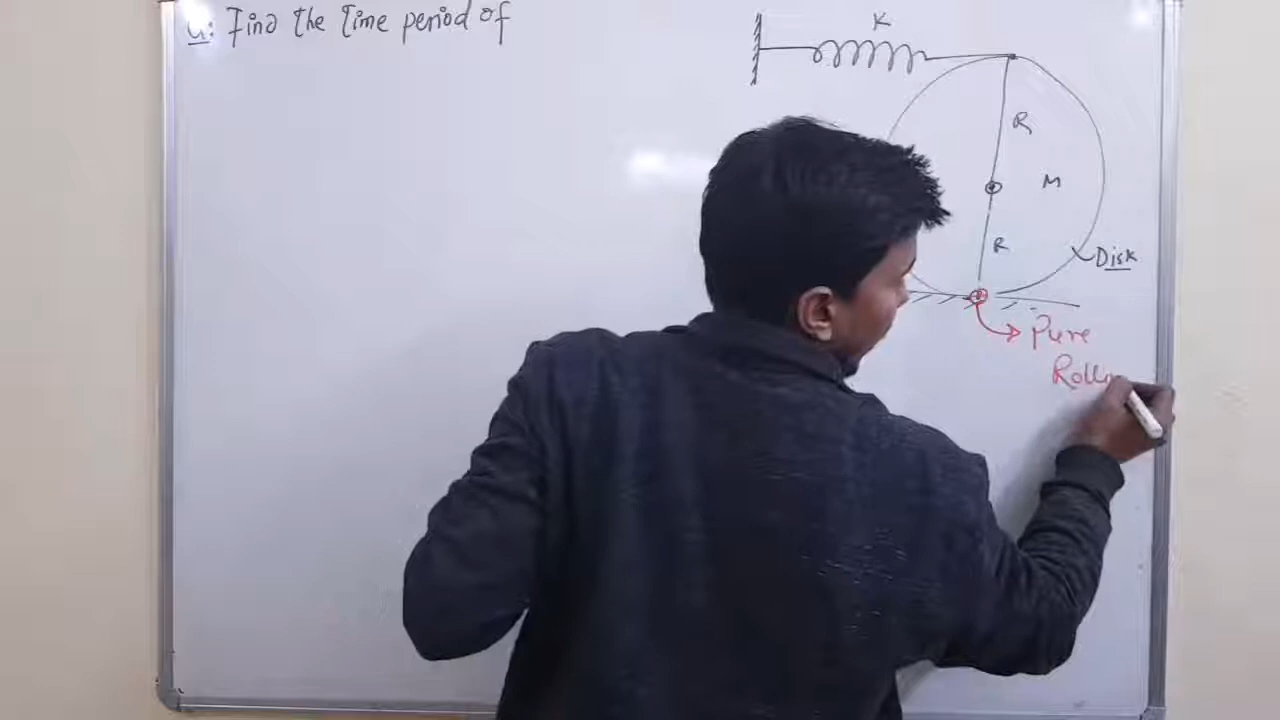 Q: Find the Time period of
K
R
M
R
Disk
Pure
Rolli